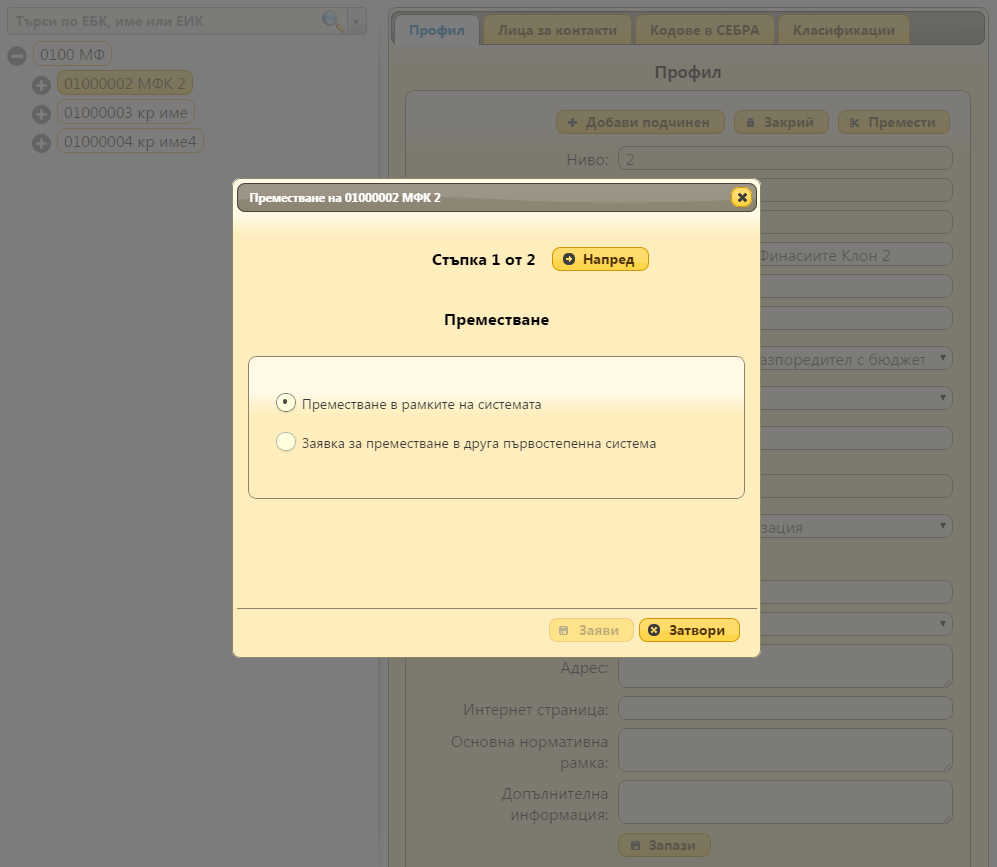 Търси по ЕБК, име или ЕИК
0100 МФ
01000002 МФК 2
01000003 кр име
01000004 кр име4
Профил
Лица за контакти
Кодове в СЕБРА
Класификации
Профил
Добави подчинен
Закрий
Премести
Ниво:
2
Финасиите Клон 2
азпоредител с бюджет
зация
Преместване на 01000002 МФК 2
Стъпка 1 от 2
Напред
Преместване
Преместване в рамките на системата
Заявка за преместване в друга първостепенна система
Заяви
Затвори
Адрес:
Интернет страница:
Основна нормативна
рамка:
Допълнителна
информация:
Запази